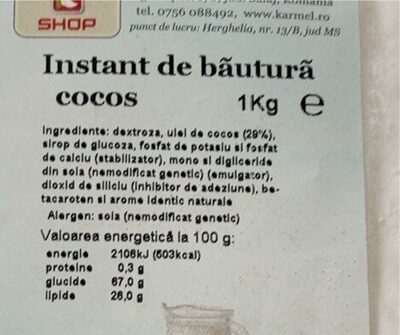 SHOP
tel. 0756 088492, www.karmel.ro
punct de lucru: Herghelia, nr. 13/B, jud MS
Instant de băutură
cocos 1Kg ℮
Ingrediente: dextroza, ulei de cocos (29%),
sirop de glucoza, fosfat de potasiu si fosfat
de calciu (stabilizator), mono si digliceride
din soia (nemodificat genetic) (emulgator),
dioxid de siliciu (inhibitor de adeziune), be-
tacaroten si arome identic naturale
Alergen: soia (nemodificat genetic)
Valoarea energetică la 100 g:
energie 2106kJ (503kcal)
proteine 0,3 g
glucide 67,0 g
lipide 26,0 g